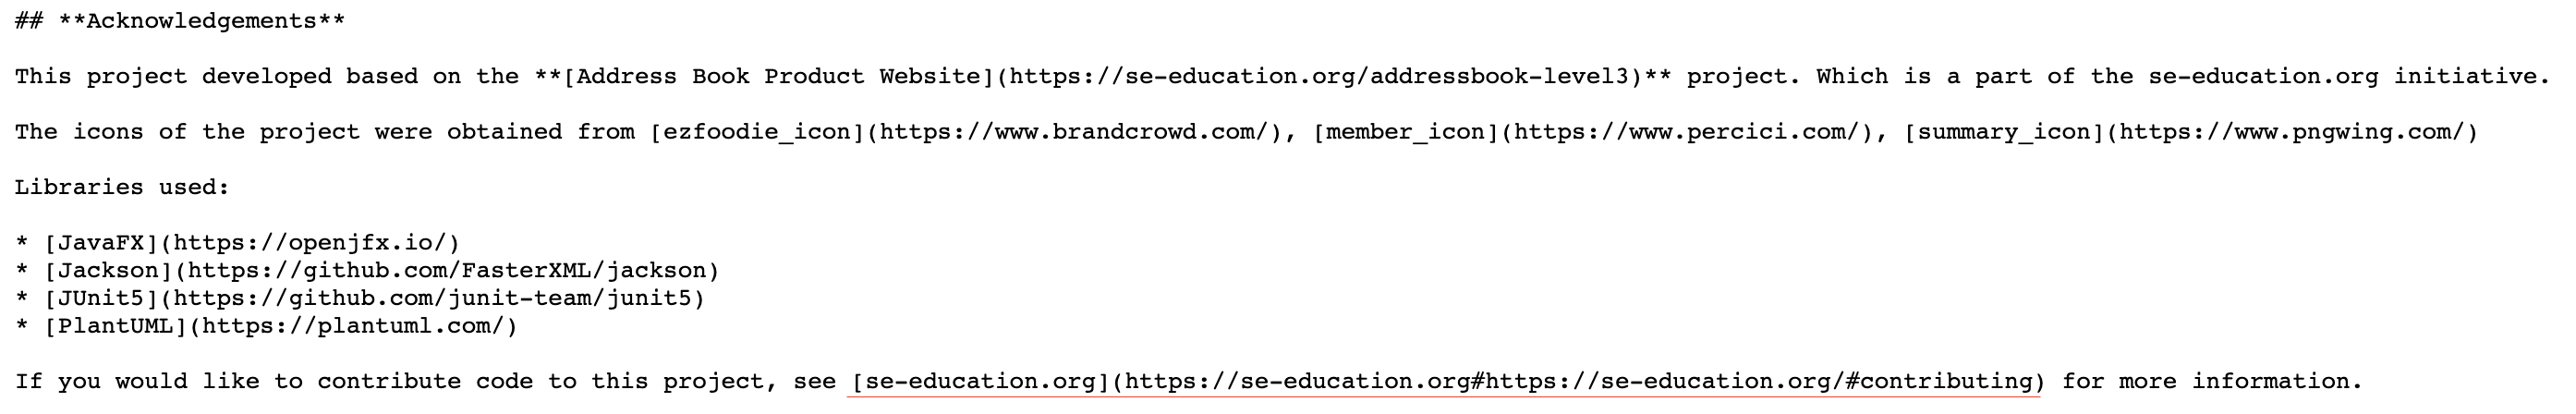 ## **Acknowledgements**
This project developed based on the **[Address Book Product Website](https://se-education.org/addressbook-level3)** project. Which is a part of the se-education.org initiative.
The icons of the project were obtained from [ezfoodie_icon](https://www.brandcrowd.com/), [member_icon](https://www.percici.com/), [summary_icon](https://www.pngwing.com/)
Libraries used:
* [JavaFX](https://openjfx.io/)
* [Jackson](https://github.com/FasterXML/jackson)
* [JUnit5](https://github.com/junit-team/junit5)
* [PlantUML](https://plantuml.com/)
If you would like to contribute code to this project, see [se-education.org](https://se-education.org#https://se-education.org/#contributing) for more information.